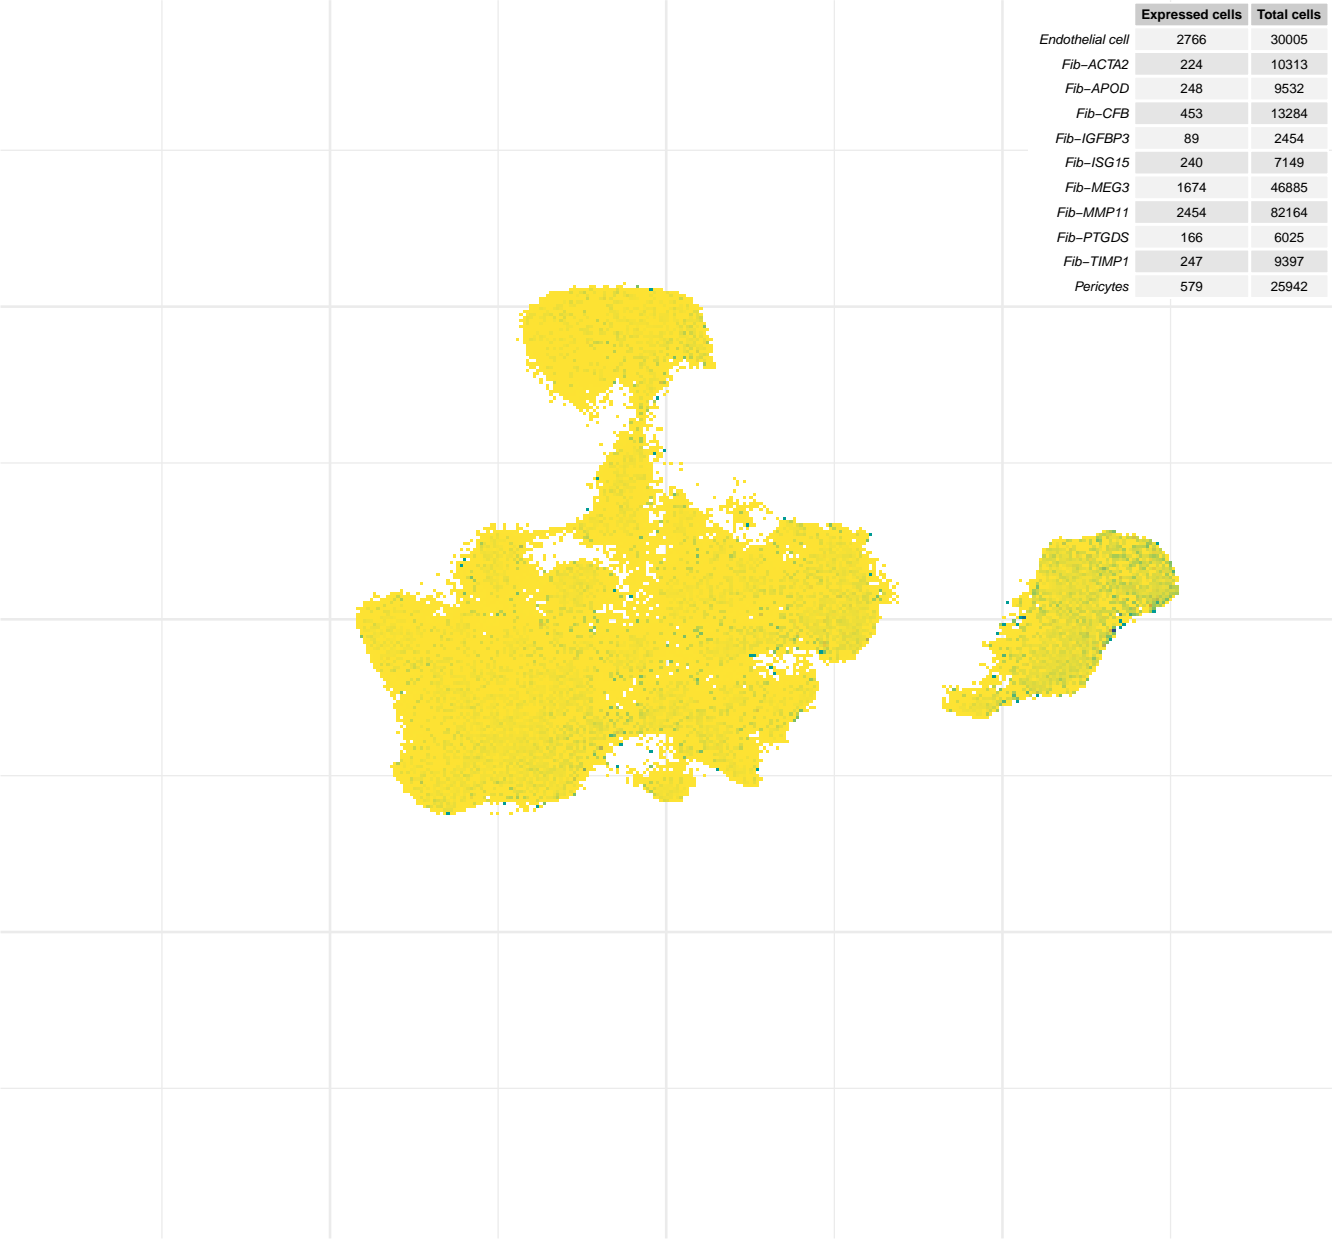 Expressed cells Total cells
Endothelial cell 2766 30005
Fib−ACTA2 224 10313
Fib−APOD 248 9532
Fib−CFB 453 13284
Fib−IGFBP3 89 2454
Fib−ISG15 240 7149
Fib−MEG3 1674 46885
Fib−MMP11 2454 82164
Fib−PTGDS 166 6025
Fib−TIMP1 247 9397
Pericytes 579 25942